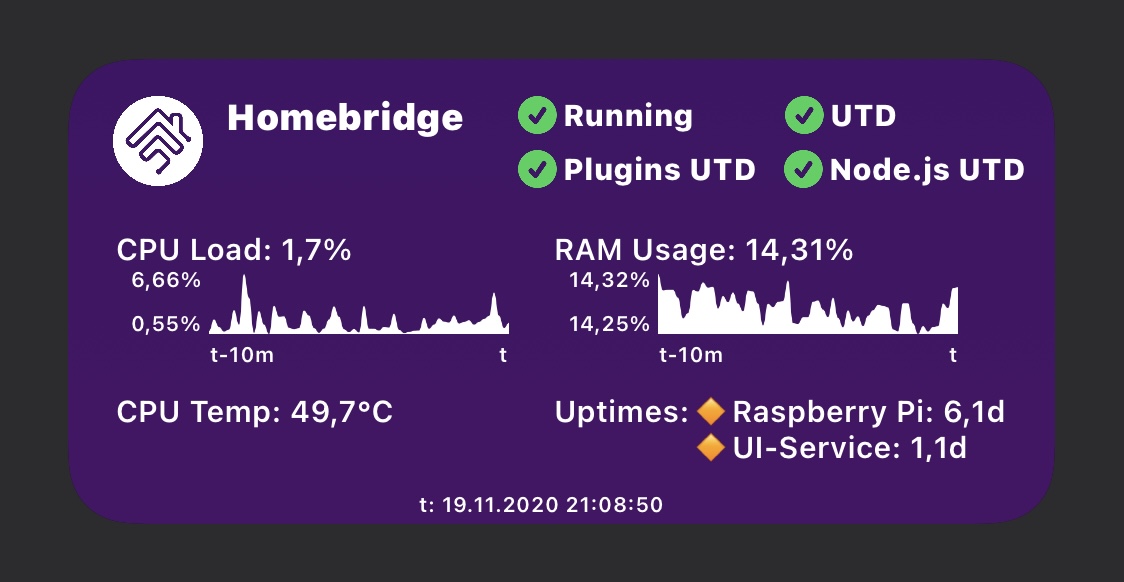 Homebridge
Running
UTD
Plugins UTD
Node.js UTD
CPU Load: 1,7%
6,66%
0,55%
t-10m
t
RAM Usage: 14,31%
14,32%
14,25%
t-10m
t
CPU Temp: 49,7°C
Uptimes: 🔶 Raspberry Pi: 6,1d
🔶 UI-Service: 1,1d
t: 19.11.2020 21:08:50